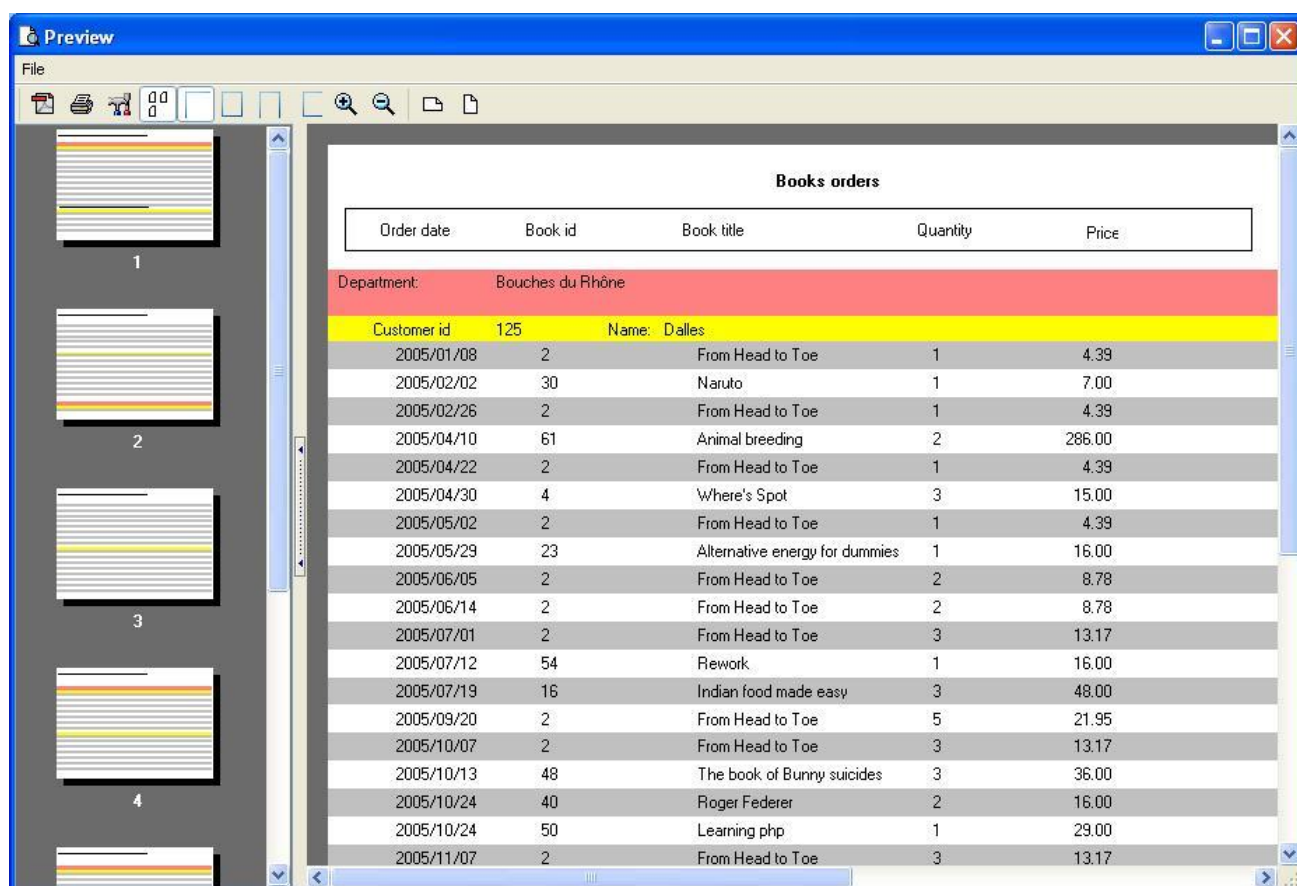 Preview
File
1
2
3
4
Books orders
Order date Book id Book title Quantity Price
Department: Bouches du Rhône
Customer id 125 Name: Dalles
2005/01/08 2 From Head to Toe 1 4.39
2005/02/02 30 Naruto 1 7.00
2005/02/26 2 From Head to Toe 1 4.39
2005/04/10 61 Animal breeding 2 286.00
2005/04/22 2 From Head to Toe 1 4.39
2005/04/30 4 Where's Spot 3 15.00
2005/05/02 2 From Head to Toe 1 4.39
2005/05/29 23 Alternative energy for dummies 1 16.00
2005/06/05 2 From Head to Toe 2 8.78
2005/06/14 2 From Head to Toe 2 8.78
2005/07/01 2 From Head to Toe 3 13.17
2005/07/12 54 Rework 1 16.00
2005/07/19 16 Indian food made easy 3 48.00
2005/09/20 2 From Head to Toe 5 21.95
2005/10/07 2 From Head to Toe 3 13.17
2005/10/13 48 The book of Bunny suicides 3 36.00
2005/10/24 40 Roger Federer 2 16.00
2005/10/24 50 Learning php 1 29.00
2005/11/07 2 From Head to Toe 3 13.17